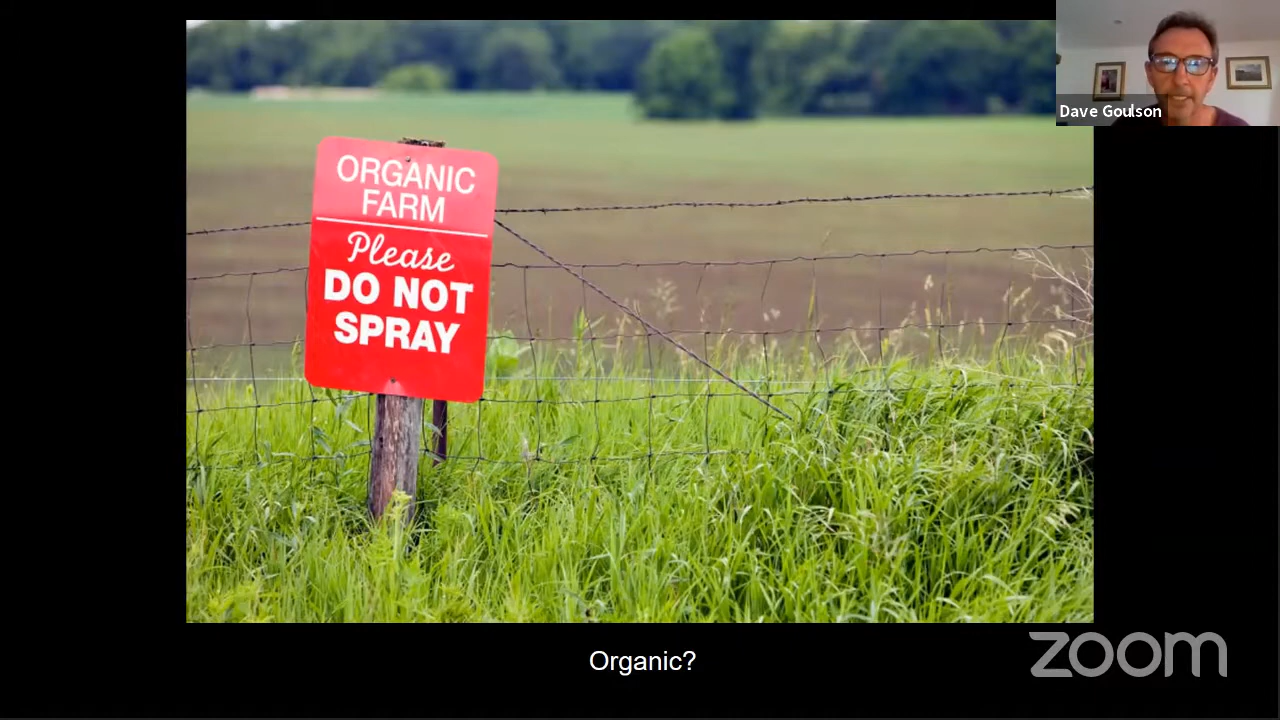 ORGANIC
FARM
Please
DO NOT
SPRAY
Dave Goulson
Organic?
zoom